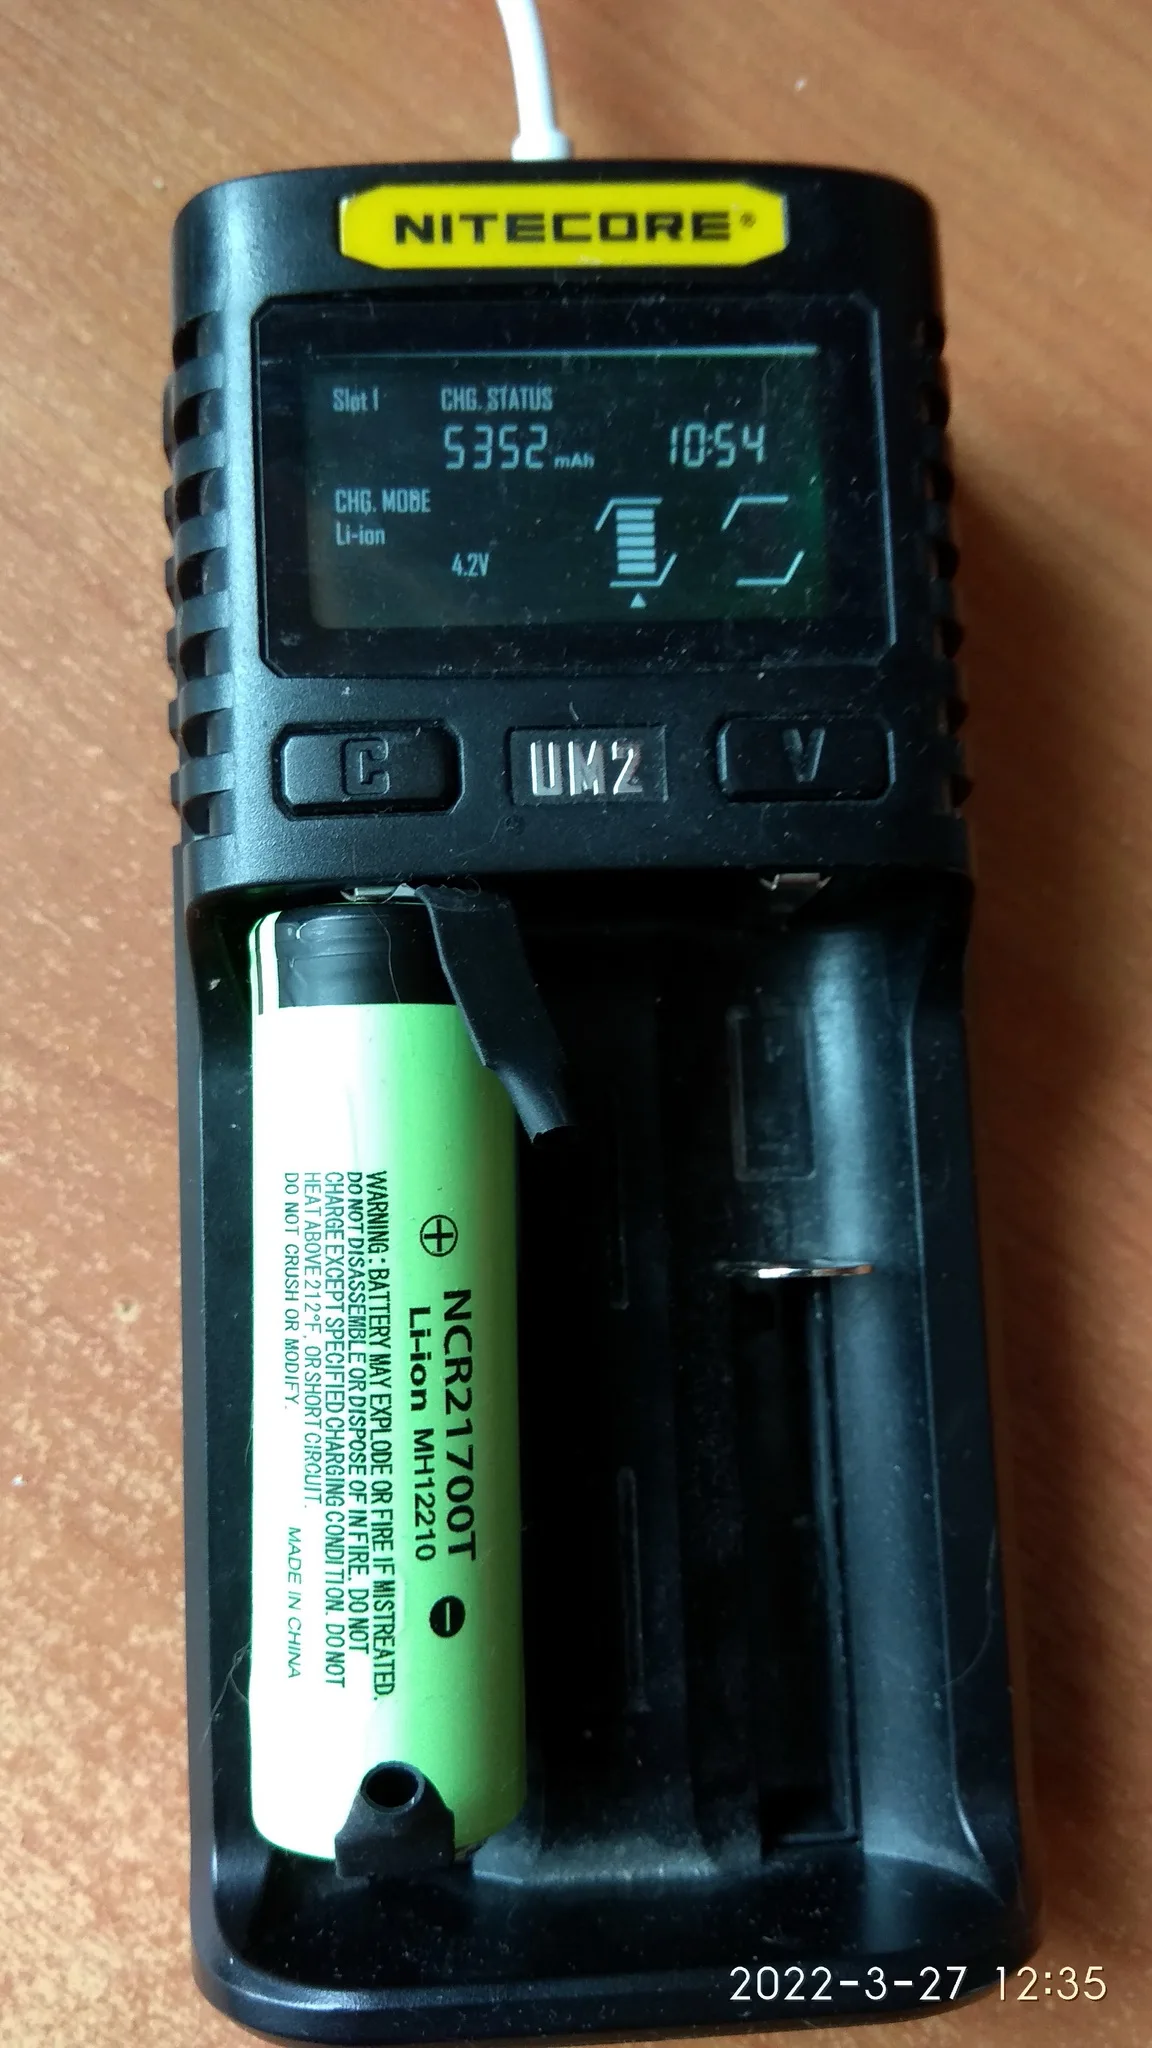 NITECORE®
Slot 1 CHG. STATUS
5352 mAh 10:54
CHG. MODE
Li-ion
4.2V
C UM2 V
⊕ NCR21700T ⊖
Li-ion MH12210
WARNING: BATTERY MAY EXPLODE OR FIRE IF MISTREATED.
DO NOT DISASSEMBLE OR DISPOSE OF IN FIRE. DO NOT
CHARGE EXCEPT SPECIFIED CHARGING CONDITION. DO NOT
HEAT ABOVE 212°F, OR SHORT CIRCUIT.
DO NOT CRUSH OR MODIFY. MADE IN CHINA
2022-3-27 12:35